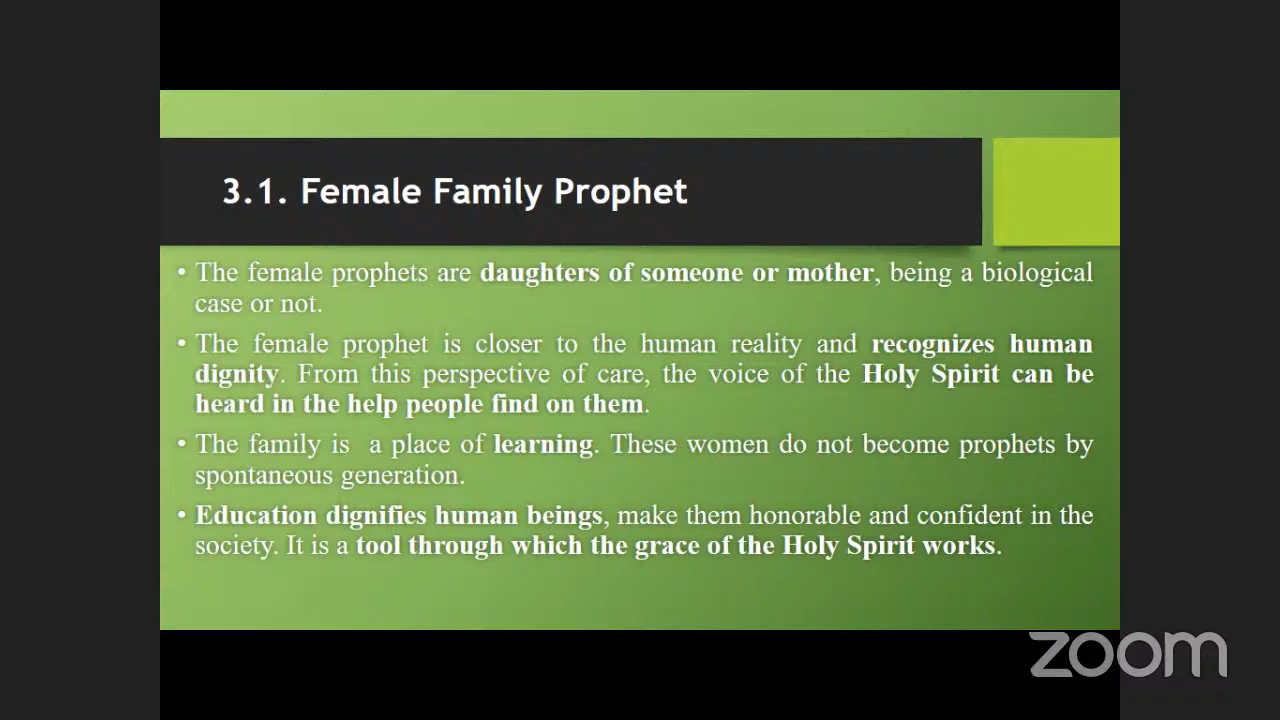 3.1. Female Family Prophet
• The female prophets are daughters of someone or mother, being a biological
case or not.
• The female prophet is closer to the human reality and recognizes human
dignity. From this perspective of care, the voice of the Holy Spirit can be
heard in the help people find on them.
• The family is a place of learning. These women do not become prophets by
spontaneous generation.
• Education dignifies human beings, make them honorable and confident in the
society. It is a tool through which the grace of the Holy Spirit works.
zoom